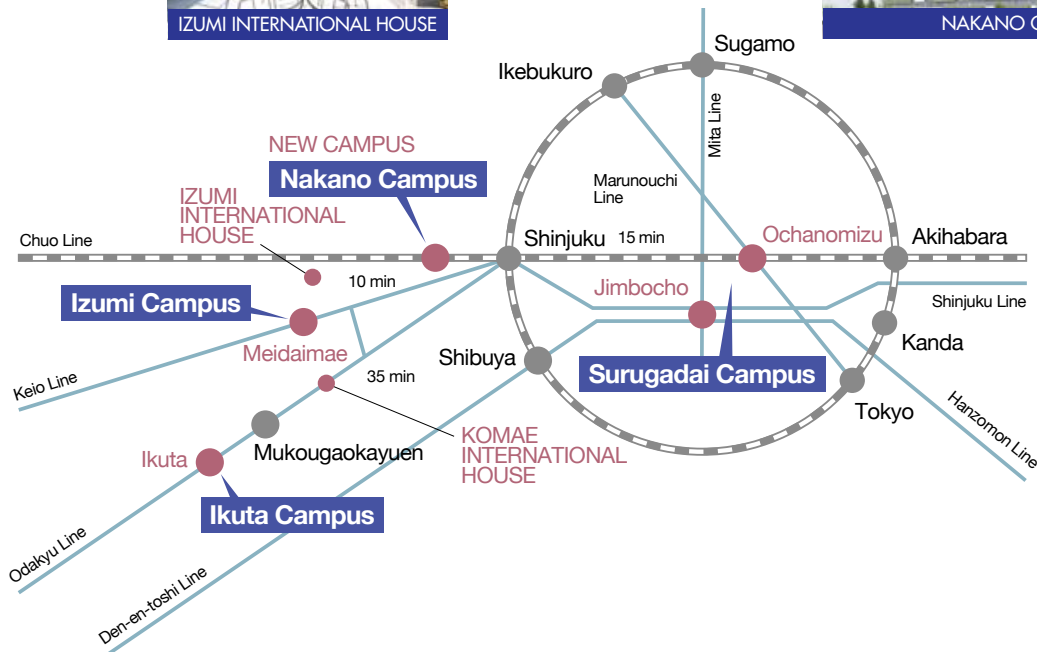 IZUMI INTERNATIONAL HOUSE
NAKANO C
Sugamo
Ikebukuro
Mita Line
NEW CAMPUS
Nakano Campus
Marunouchi
Line
IZUMI
INTERNATIONAL
HOUSE
Chuo Line
Shinjuku
15 min
Ochanomizu
Akihabara
10 min
Izumi Campus
Jimbocho
Shinjuku Line
Meidaimae
Kanda
Shibuya
Keio Line
35 min
Surugadai Campus
Tokyo
Hanzomon Line
Mukougaokayuen
KOMAE
INTERNATIONAL
HOUSE
Ikuta
Ikuta Campus
Odakyu Line
Den-en-toshi Line